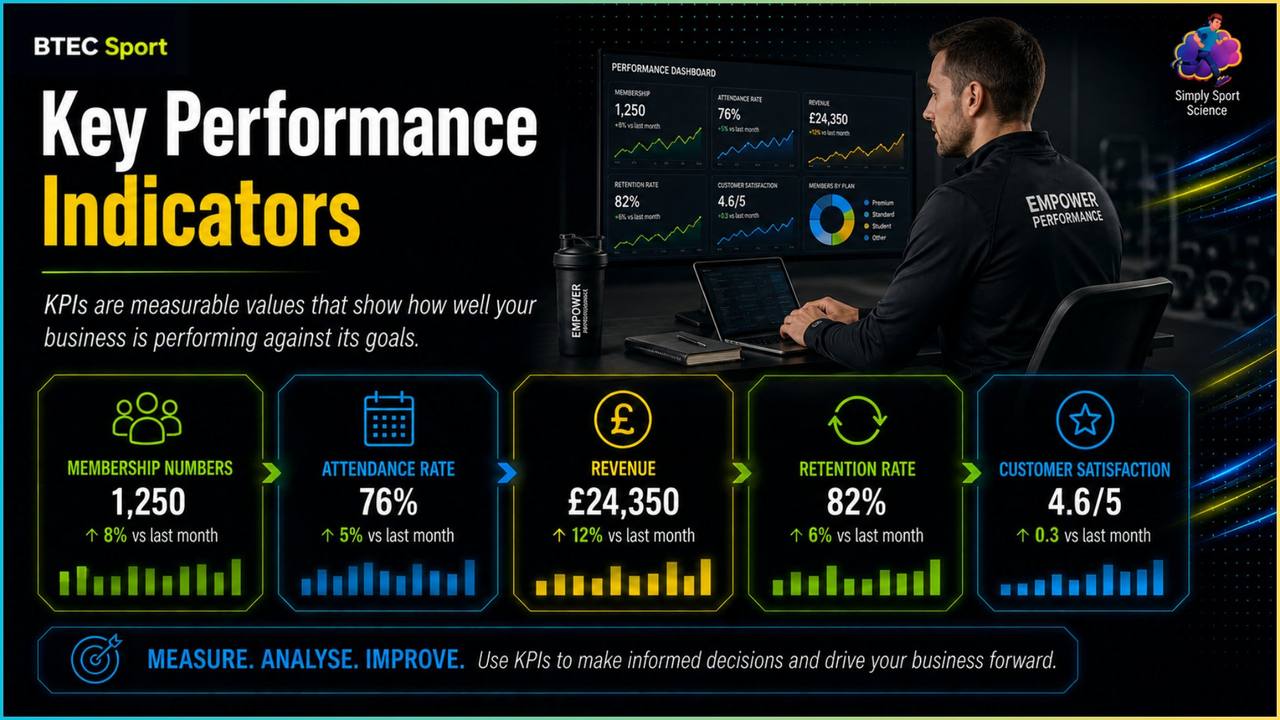 BTEC Sport
Key Performance
Indicators
KPIs are measurable values that show how well your
business is performing against its goals.
PERFORMANCE DASHBOARD
MEMBERSHIP
1,250
+8% vs last month
ATTENDANCE RATE
76%
+5% vs last month
REVENUE
£24,350
+12% vs last month
RETENTION RATE
82%
+6% vs last month
CUSTOMER SATISFACTION
4.6/5
+0.3 vs last month
MEMBERS BY PLAN
Premium
Standard
Student
Other
EMPOWER
EMPOWER
PERFORMANCE
Simply Sport
Science
MEMBERSHIP NUMBERS
1,250
↑ 8% vs last month
ATTENDANCE RATE
76%
↑ 5% vs last month
REVENUE
£24,350
↑ 12% vs last month
RETENTION RATE
82%
↑ 6% vs last month
CUSTOMER SATISFACTION
4.6/5
↑ 0.3 vs last month
MEASURE. ANALYSE. IMPROVE. Use KPIs to make informed decisions and drive your business forward.